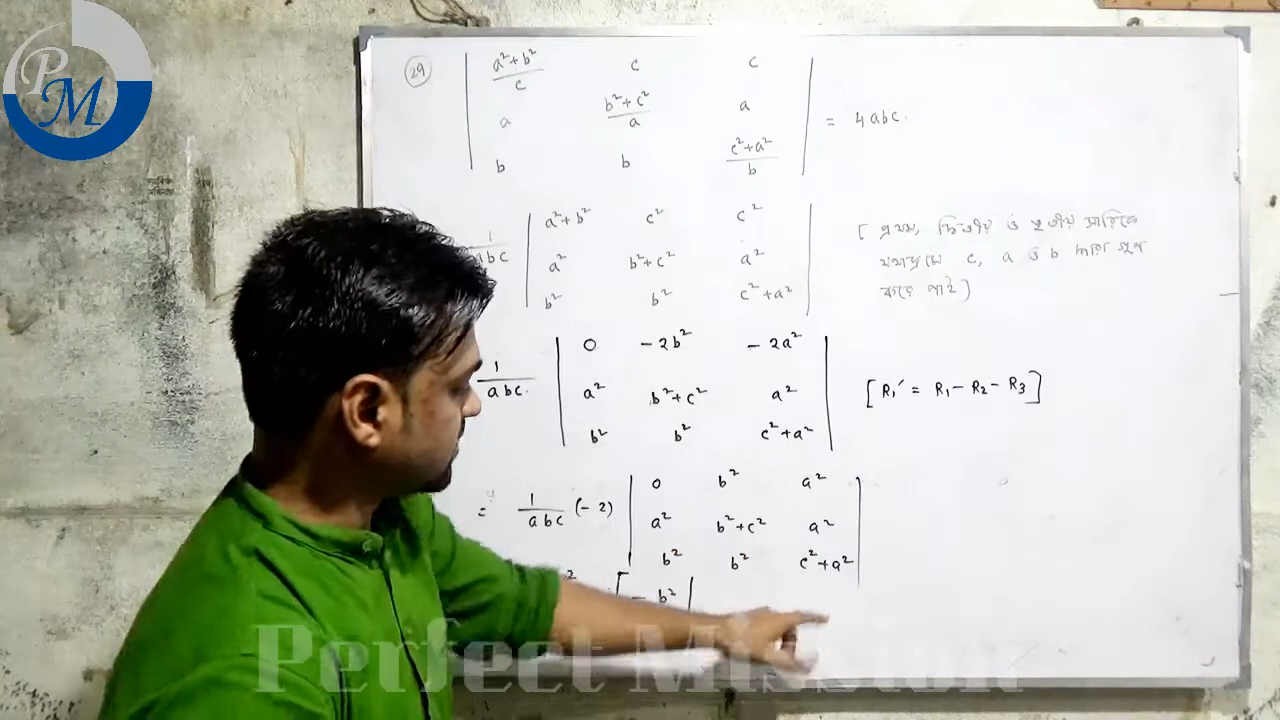 PM
(29) | (a²+b²)/c c c |
| a (b²+c²)/a a | = 4abc.
| b b (c²+a²)/b |
1/abc | a²+b² c² c² | [ প্রথম, দ্বিতীয় ও তৃতীয় সারিকে
| a² b²+c² a² | যথাক্রমে c, a ও b দ্বারা গুণ
| b² b² c²+a² | করে পাই ]
1/abc. | 0 -2b² -2a² |
| a² b²+c² a² | [R₁′ = R₁ - R₂ - R₃]
| b² b² c²+a² |
= 1/abc (-2) | 0 b² a² |
| a² b²+c² a² |
| b² b² c²+a² |
2 [ - b² |
Perfect Mission